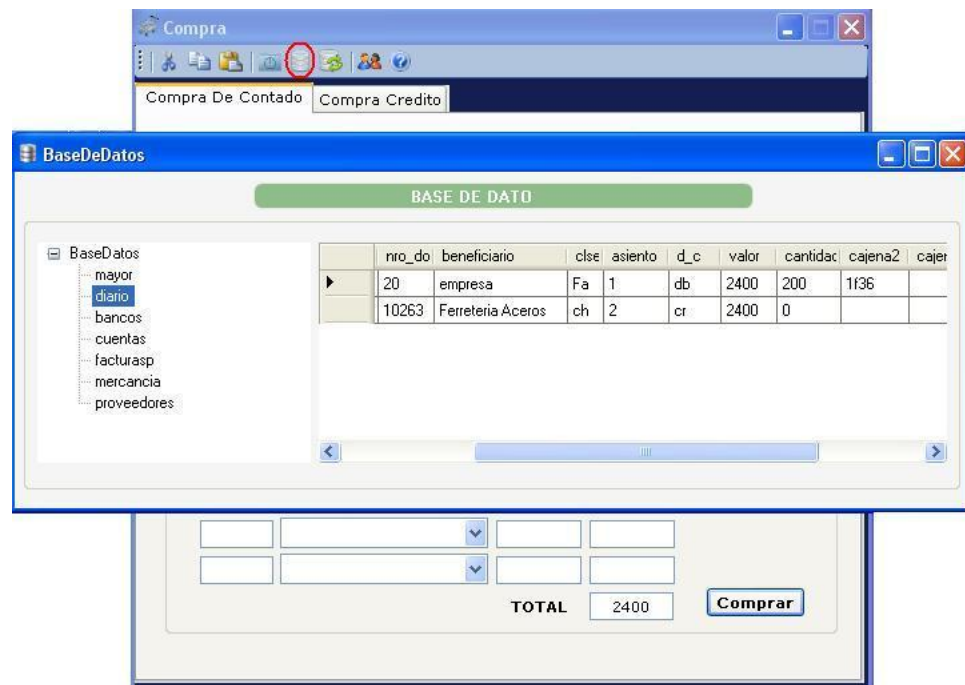 Compra
Compra De Contado Compra Credito
BaseDeDatos
BASE DE DATO
BaseDatos
mayor
diario
bancos
cuentas
facturasp
mercancia
proveedores
nro_do beneficiario clse asiento d_c valor cantidac cajena2 cajer
20 empresa Fa 1 db 2400 200 1f36
10263 Ferreteria Aceros ch 2 cr 2400 0
TOTAL 2400 Comprar